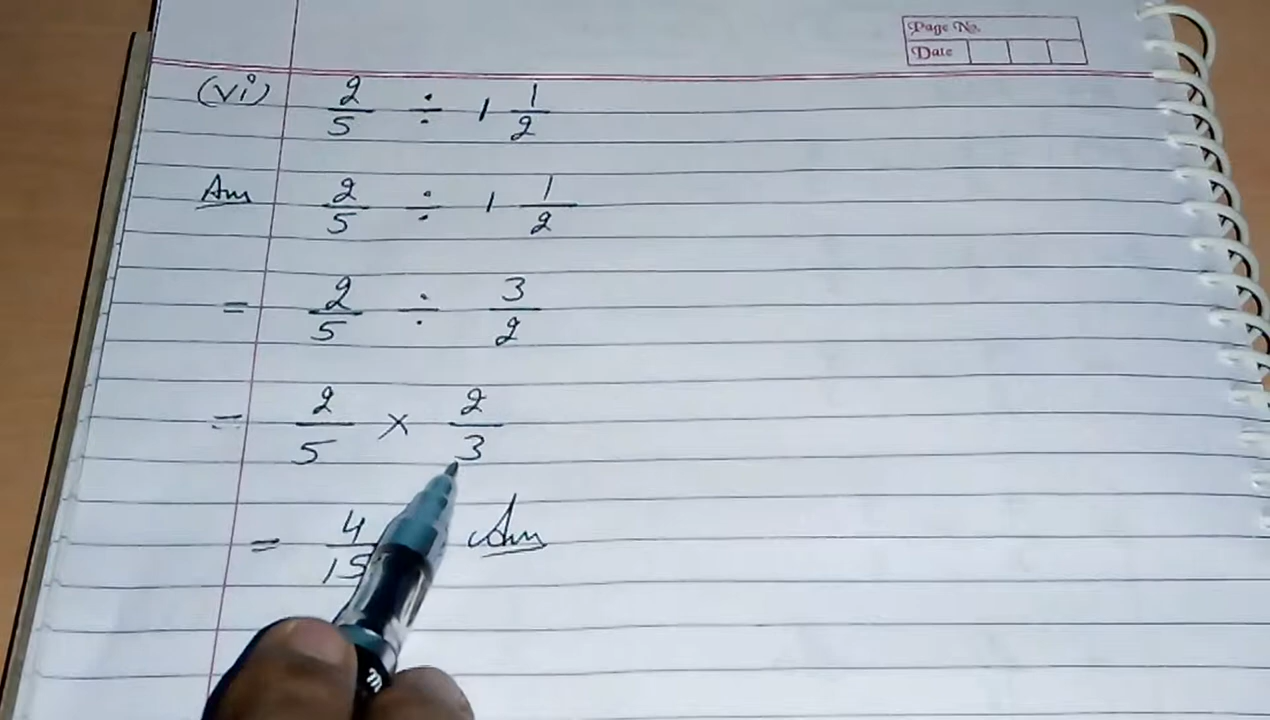 Page No.
Date
(vi) 2/5 ÷ 1 1/2
Ans 2/5 ÷ 1 1/2
= 2/5 ÷ 3/2
= 2/5 × 2/3
= 4/15 Ans